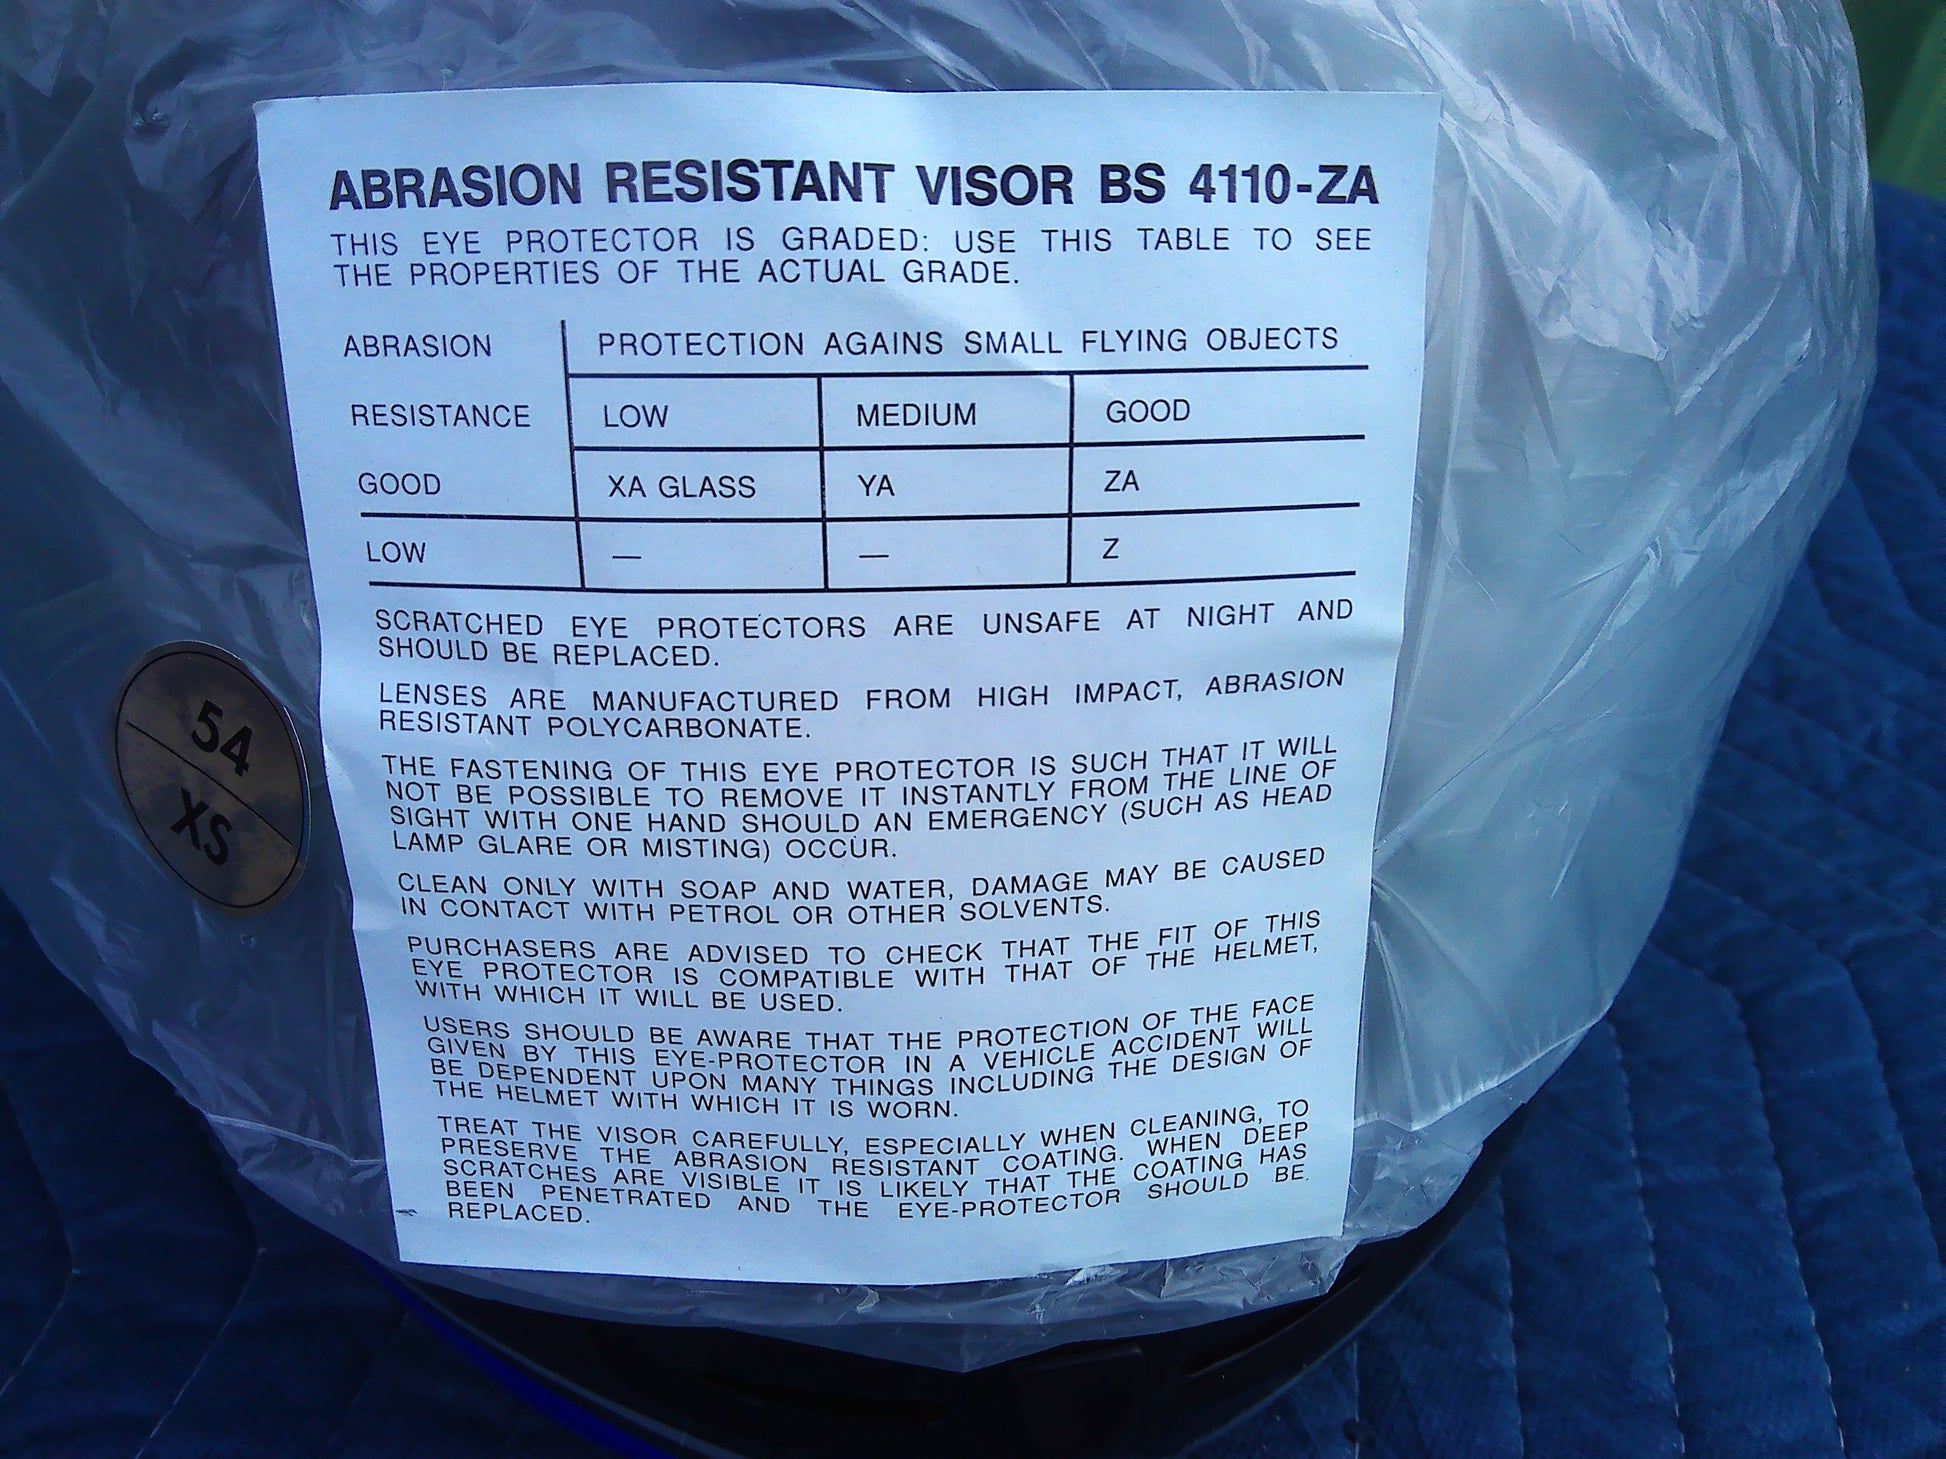 ABRASION RESISTANT VISOR BS 4110-ZA
THIS EYE PROTECTOR IS GRADED: USE THIS TABLE TO SEE
THE PROPERTIES OF THE ACTUAL GRADE.
ABRASION PROTECTION AGAINS SMALL FLYING OBJECTS
RESISTANCE LOW MEDIUM GOOD
GOOD XA GLASS YA ZA
LOW — — Z
SCRATCHED EYE PROTECTORS ARE UNSAFE AT NIGHT AND
SHOULD BE REPLACED.
LENSES ARE MANUFACTURED FROM HIGH IMPACT, ABRASION
RESISTANT POLYCARBONATE.
THE FASTENING OF THIS EYE PROTECTOR IS SUCH THAT IT WILL
NOT BE POSSIBLE TO REMOVE IT INSTANTLY FROM THE LINE OF
SIGHT WITH ONE HAND SHOULD AN EMERGENCY (SUCH AS HEAD
LAMP GLARE OR MISTING) OCCUR.
CLEAN ONLY WITH SOAP AND WATER, DAMAGE MAY BE CAUSED
IN CONTACT WITH PETROL OR OTHER SOLVENTS.
PURCHASERS ARE ADVISED TO CHECK THAT THE FIT OF THIS
EYE PROTECTOR IS COMPATIBLE WITH THAT OF THE HELMET,
WITH WHICH IT WILL BE USED.
USERS SHOULD BE AWARE THAT THE PROTECTION OF THE FACE
GIVEN BY THIS EYE-PROTECTOR IN A VEHICLE ACCIDENT WILL
BE DEPENDENT UPON MANY THINGS INCLUDING THE DESIGN OF
THE HELMET WITH WHICH IT IS WORN.
TREAT THE VISOR CAREFULLY, ESPECIALLY WHEN CLEANING, TO
PRESERVE THE ABRASION RESISTANT COATING. WHEN DEEP
SCRATCHES ARE VISIBLE IT IS LIKELY THAT THE COATING HAS
BEEN PENETRATED AND THE EYE-PROTECTOR SHOULD BE
REPLACED.
54
XS